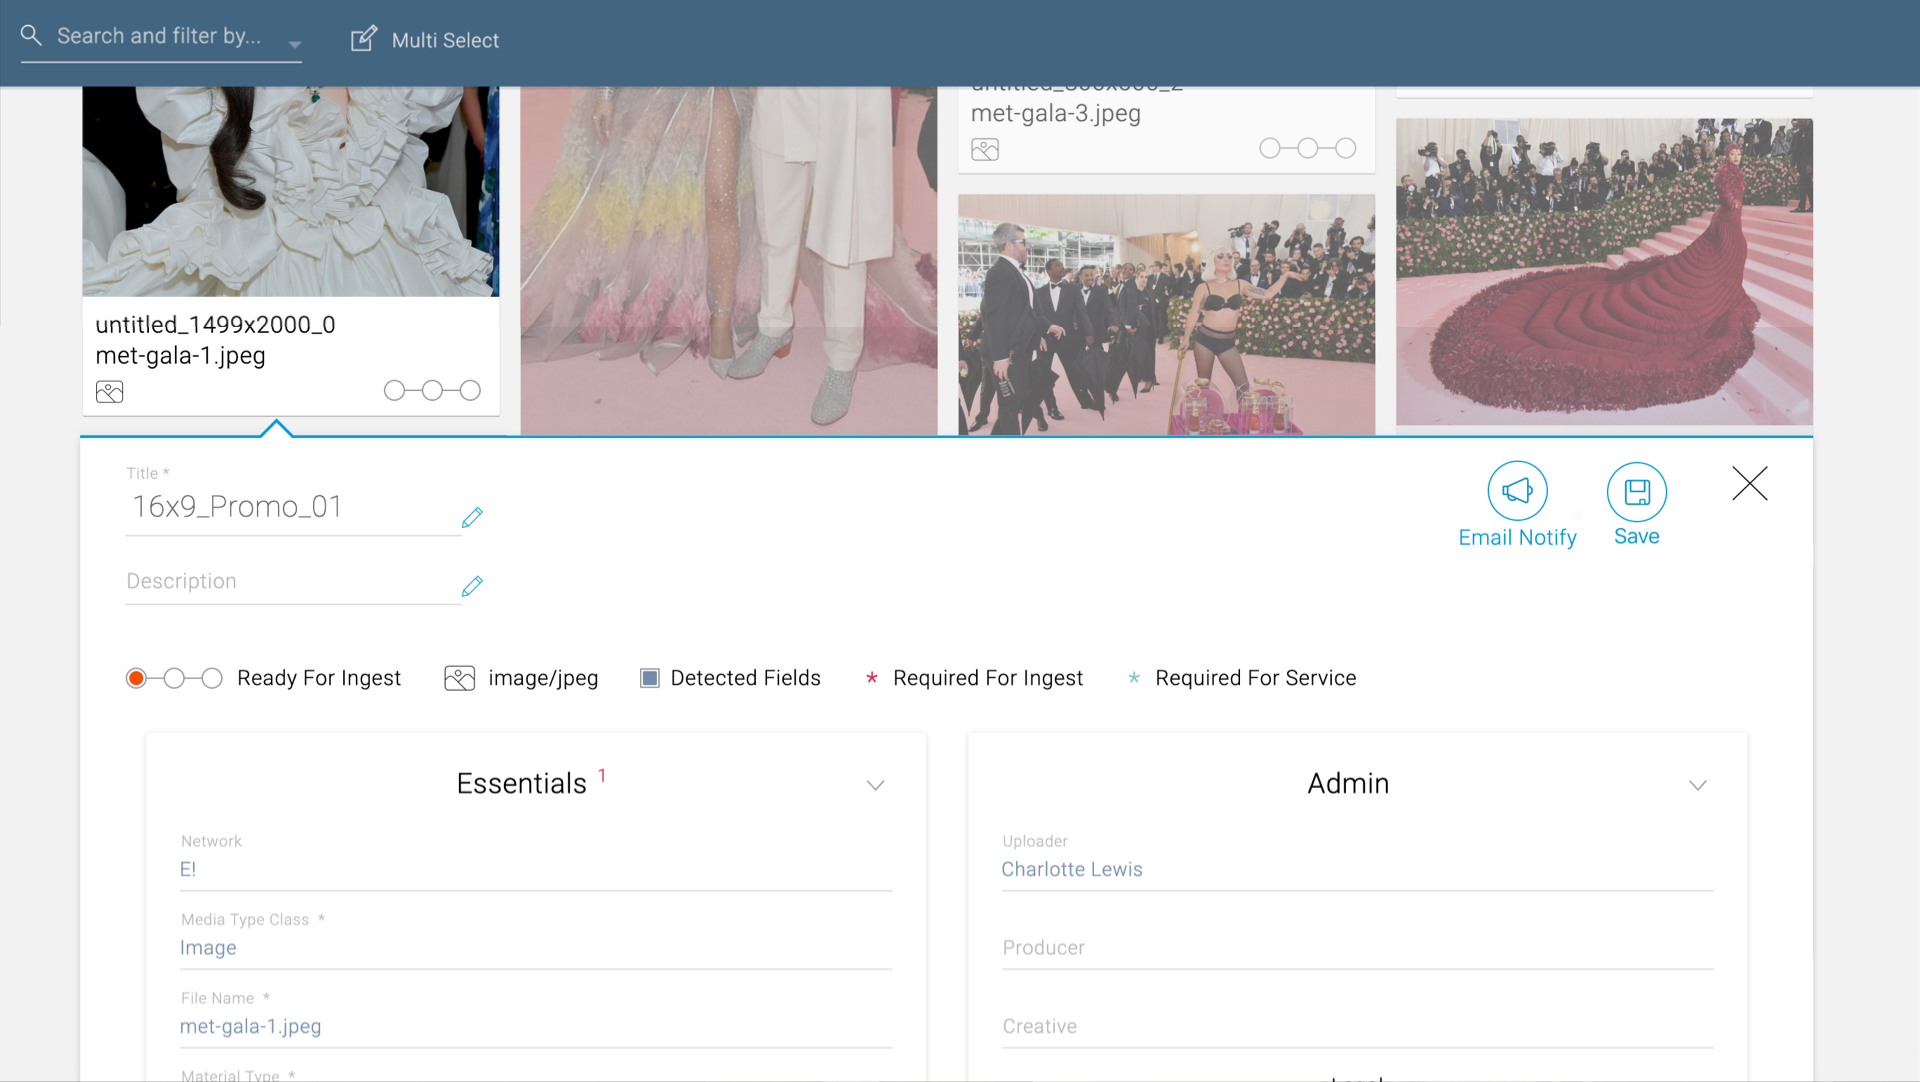 Search and filter by...
Multi Select
met-gala-3.jpeg
untitled_1499x2000_0
met-gala-1.jpeg
Title *
16x9_Promo_01
Email Notify
Save
Description
Ready For Ingest
image/jpeg
Detected Fields
* Required For Ingest
* Required For Service
Essentials 1
Network
E!
Media Type Class *
Image
File Name *
met-gala-1.jpeg
Material Type *
Admin
Uploader
Charlotte Lewis
Producer
Creative